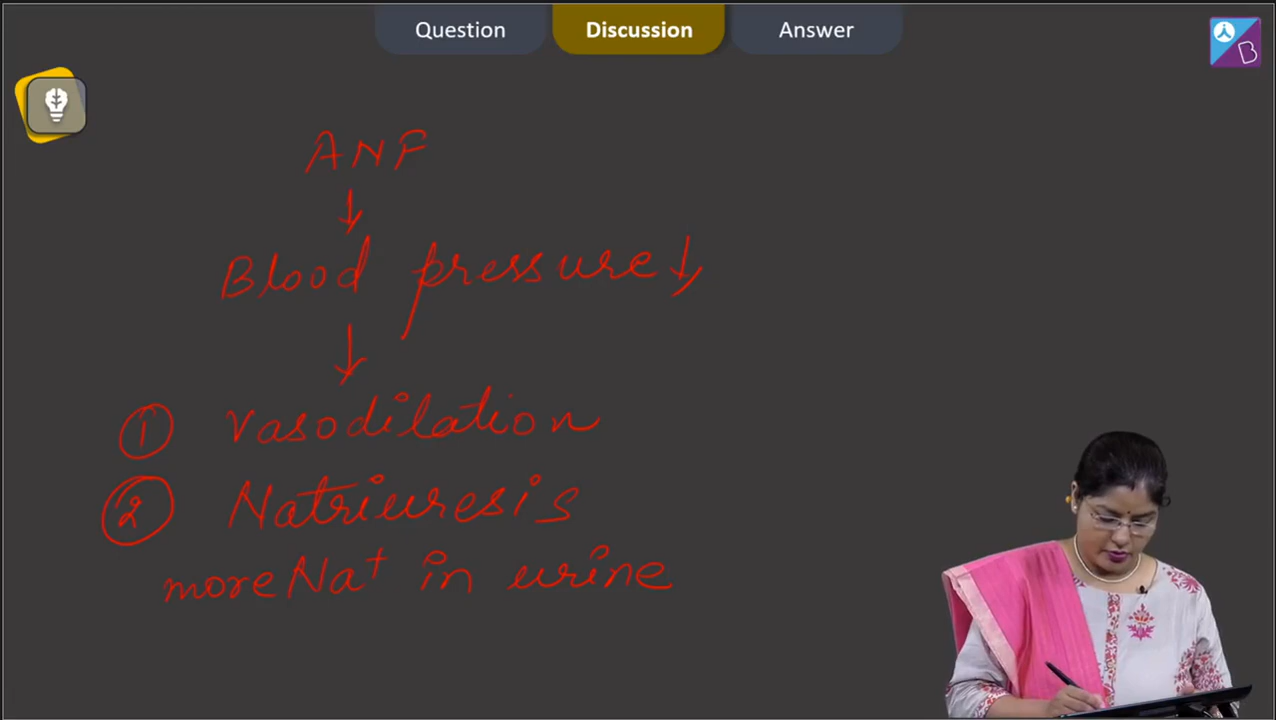 Question Discussion Answer
B
ANF
↓
Blood pressure ↓
↓
① Vasodilation
② Natriuresis
more Na⁺ in urine